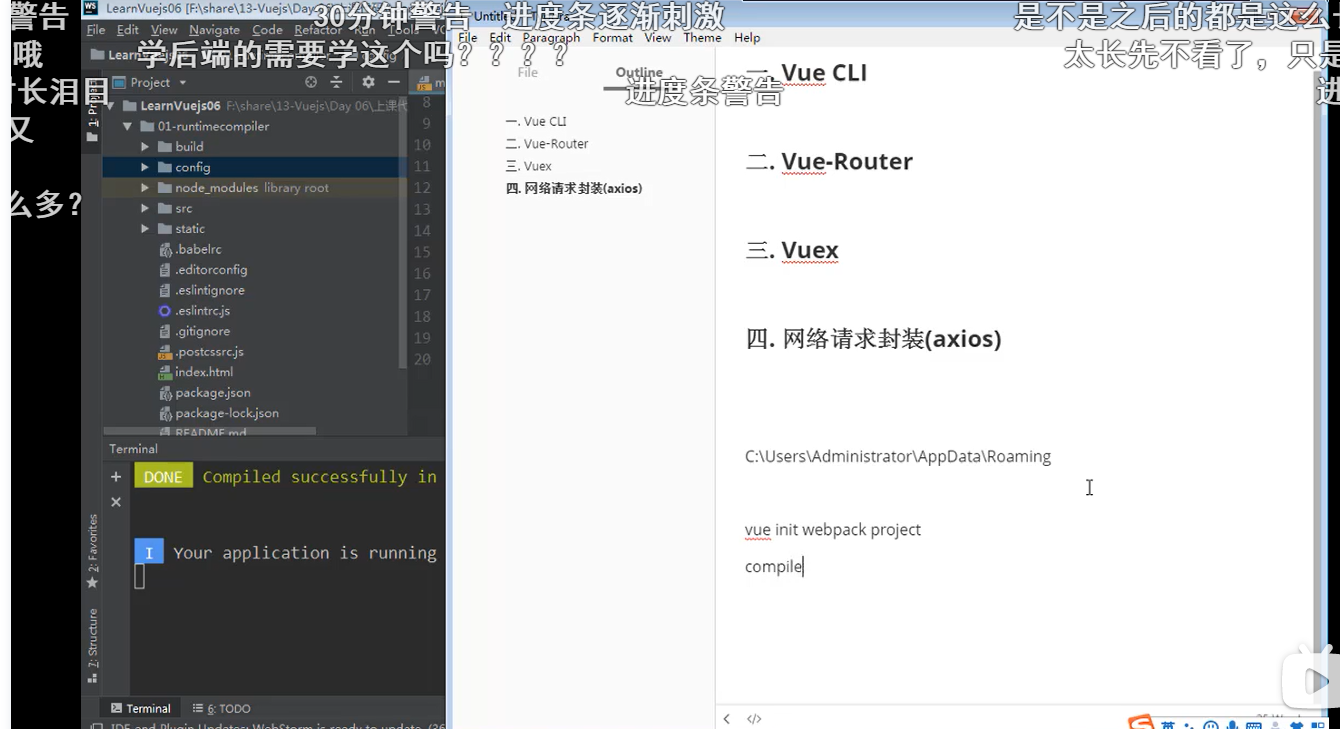 警告
LearnVuejs06 [F:\share\13-Vuejs\Day
30分钟警告
进度条逐渐刺激
是不是之后的都是这么
File Edit View Navigate Code Refactor Run Tools
File Edit Paragraph Format View Theme Help
哦
学后端的需要学这个吗？？？？
太长先不看了，只是
Project
File
Outline
一. Vue CLI
时长泪目
进度条警告
进
1: Project
LearnVuejs06 F:\share\13-Vuejs\Day 06\上课代
8
01-runtimecompiler
9
一. Vue CLI
又
build
10
二. Vue-Router
config
11
三. Vuex
二. Vue-Router
node_modules library root
12
四. 网络请求封装(axios)
么多？
src
13
static
14
.babelrc
15
三. Vuex
.editorconfig
16
.eslintignore
17
.eslintrc.js
18
.gitignore
19
四. 网络请求封装(axios)
.postcssrc.js
20
index.html
package.json
package-lock.json
README.md
Terminal
C:\Users\Administrator\AppData\Roaming
DONE Compiled successfully in
vue init webpack project
2: Favorites
I Your application is running
compile
7: Structure
Terminal
6: TODO
</>
IDE and Plugin Updates: WebStorm is ready to update.
英